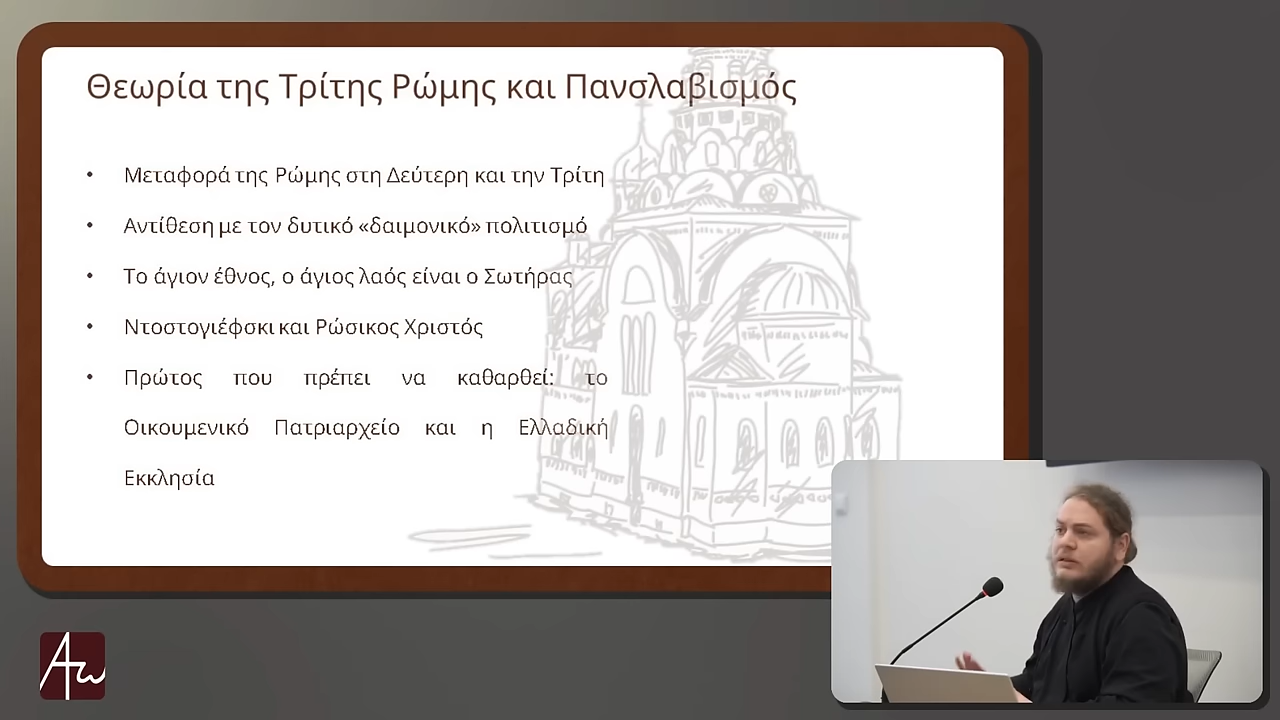 Θεωρία της Τρίτης Ρώμης και Πανσλαβισμός
• Μεταφορά της Ρώμης στη Δεύτερη και την Τρίτη
• Αντίθεση με τον δυτικό «δαιμονικό» πολιτισμό
• Το άγιον έθνος, ο άγιος λαός είναι ο Σωτήρας
• Ντοστογιέφσκι και Ρώσικος Χριστός
• Πρώτος που πρέπει να καθαρθεί: το
Οικουμενικό Πατριαρχείο και η Ελλαδική
Εκκλησία
Αω